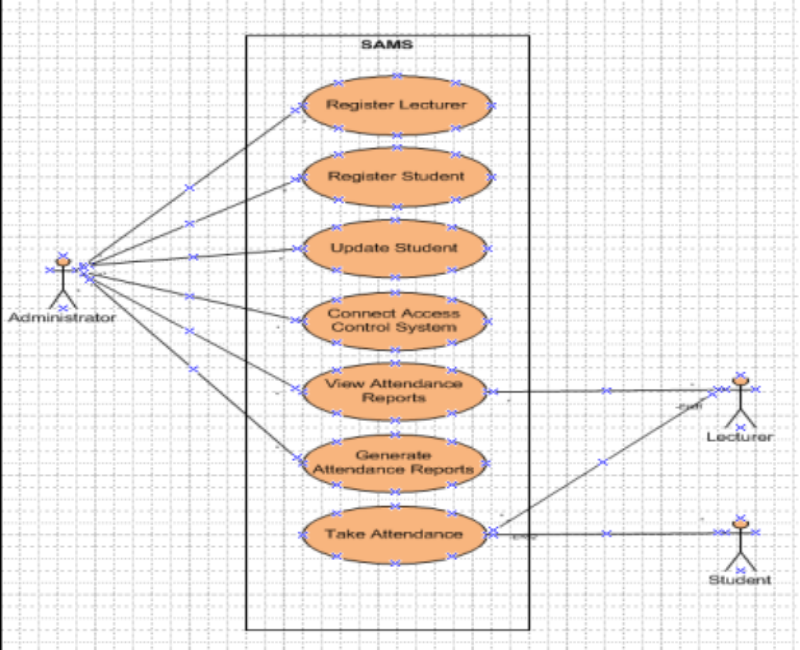 SAMS
Register Lecturer
Register Student
Update Student
Administrator
Connect Access
Control System
View Attendance
Reports
Lecturer
Generate
Attendance Reports
Take Attendance
Student